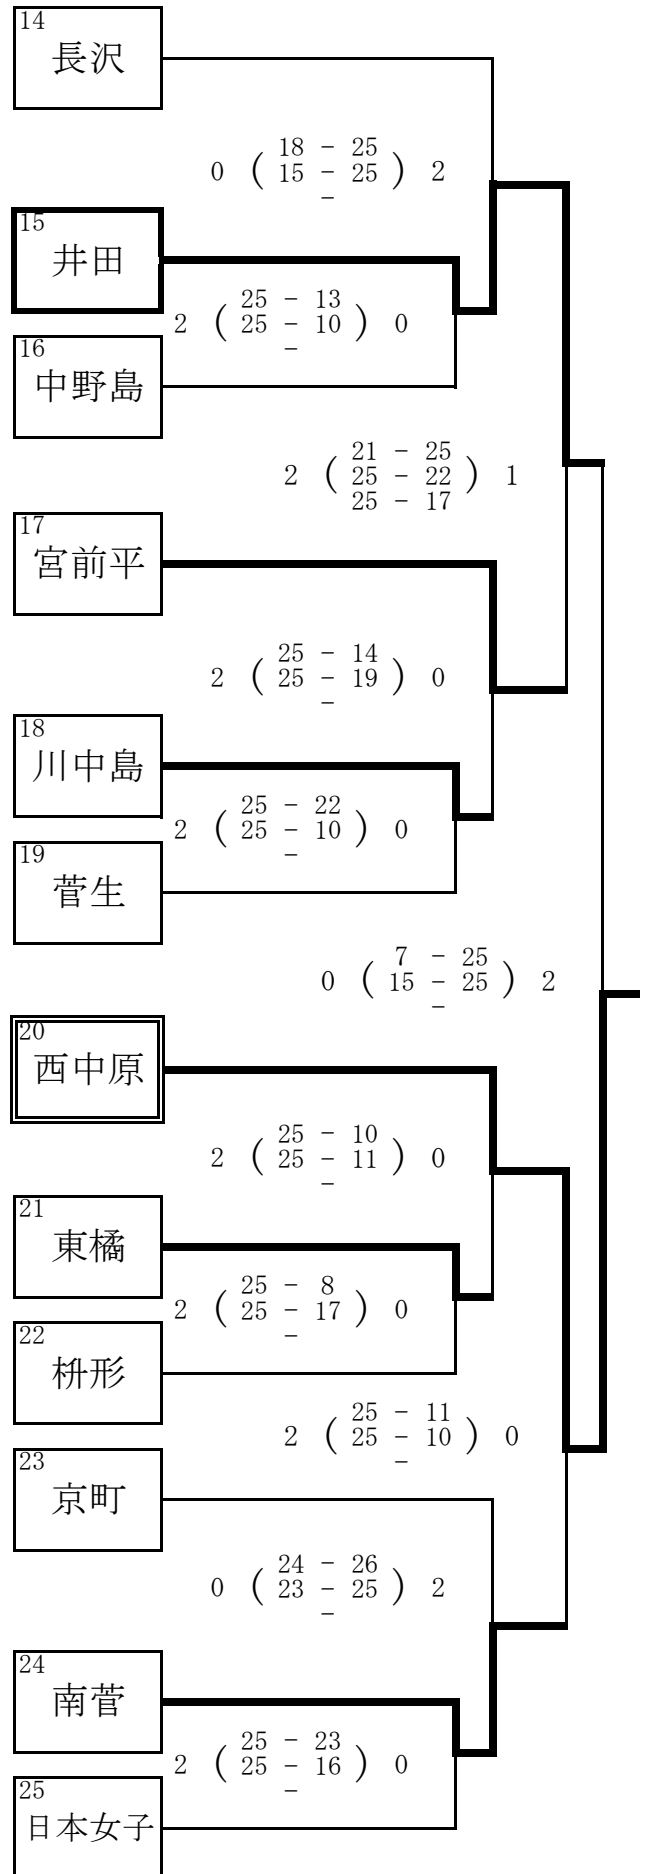 14
長沢
18 - 25
0 ( 15 - 25 ) 2
-
15
井田
25 - 13
2 ( 25 - 10 ) 0
-
16
中野島
21 - 25
2 ( 25 - 22 ) 1
25 - 17
17
宮前平
25 - 14
2 ( 25 - 19 ) 0
-
18
川中島
25 - 22
2 ( 25 - 10 ) 0
-
19
菅生
7 - 25
0 ( 15 - 25 ) 2
-
20
西中原
25 - 10
2 ( 25 - 11 ) 0
-
21
東橘
25 - 8
2 ( 25 - 17 ) 0
-
22
枡形
25 - 11
2 ( 25 - 10 ) 0
-
23
京町
24 - 26
0 ( 23 - 25 ) 2
-
24
南菅
25 - 23
2 ( 25 - 16 ) 0
-
25
日本女子